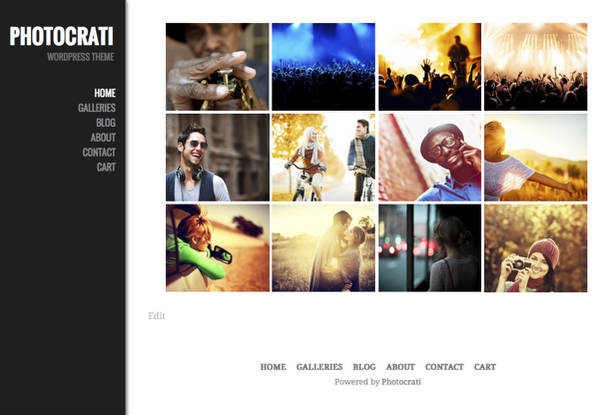 PHOTOCRATI
WORDPRESS THEME
HOME
GALLERIES
BLOG
ABOUT
CONTACT
CART
Edit
HOME GALLERIES BLOG ABOUT CONTACT CART
Powered by Photocrati